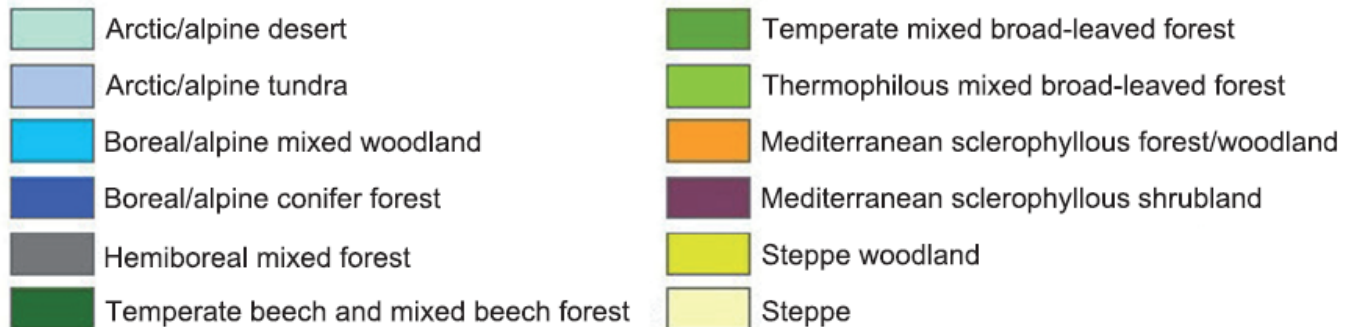 Arctic/alpine desert
Arctic/alpine tundra
Boreal/alpine mixed woodland
Boreal/alpine conifer forest
Hemiboreal mixed forest
Temperate beech and mixed beech forest
Temperate mixed broad-leaved forest
Thermophilous mixed broad-leaved forest
Mediterranean sclerophyllous forest/woodland
Mediterranean sclerophyllous shrubland
Steppe woodland
Steppe